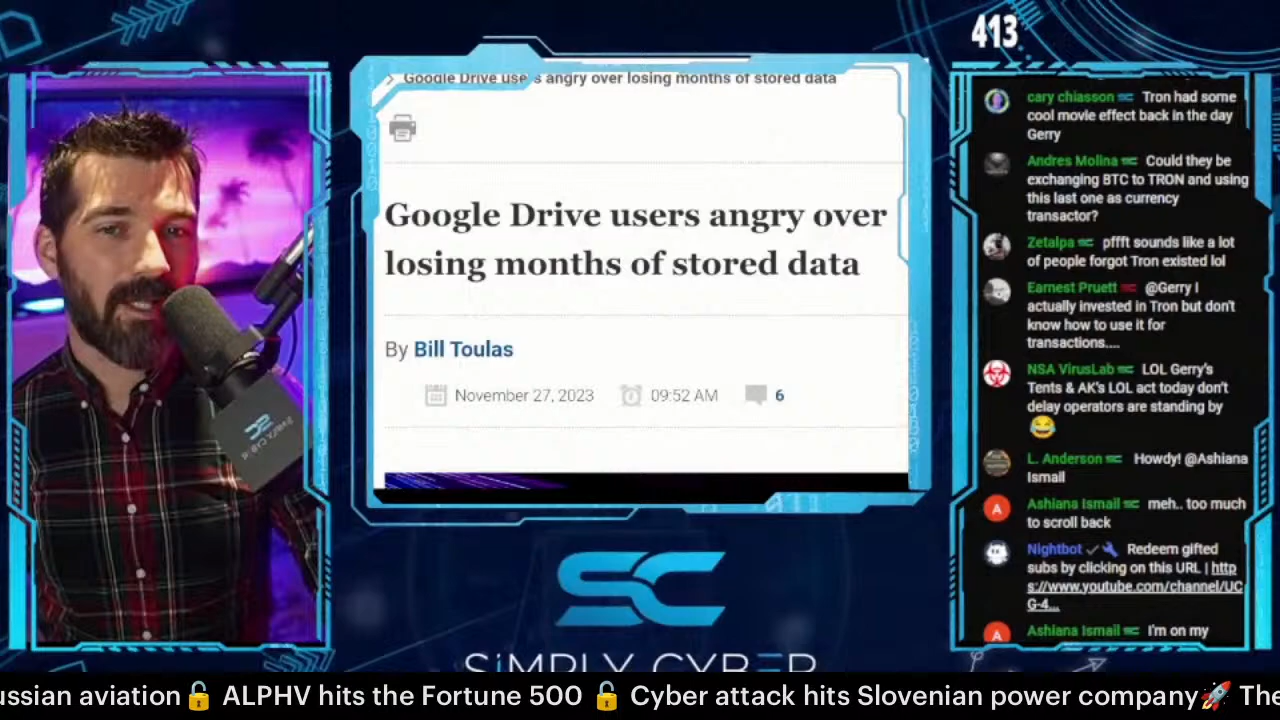 413
Google Drive use s angry over losing months of stored data
Google Drive users angry over
losing months of stored data
By Bill Toulas
November 27, 2023
09:52 AM
6
SC
SiMPLY CYBER
cary chiasson Tron had some
cool movie effect back in the day
Gerry
Andres Molina Could they be
exchanging BTC to TRON and using
this last one as currency
transactor?
Zetalpa pffft sounds like a lot
of people forgot Tron existed lol
Earnest Pruett @Gerry I
actually invested in Tron but don't
know how to use it for
transactions....
NSA VirusLab LOL Gerry's
Tents & AK's LOL act today don't
delay operators are standing by
😂
L. Anderson Howdy! @Ashiana
Ismail
A Ashiana Ismail meh.. too much
to scroll back
Nightbot Redeem gifted
subs by clicking on this URL | http
s://www.youtube.com/channel/UC
G-4...
A Ashiana Ismail I'm on my
ussian aviation🔓 ALPHV hits the Fortune 500 🔓 Cyber attack hits Slovenian power company🚀 The